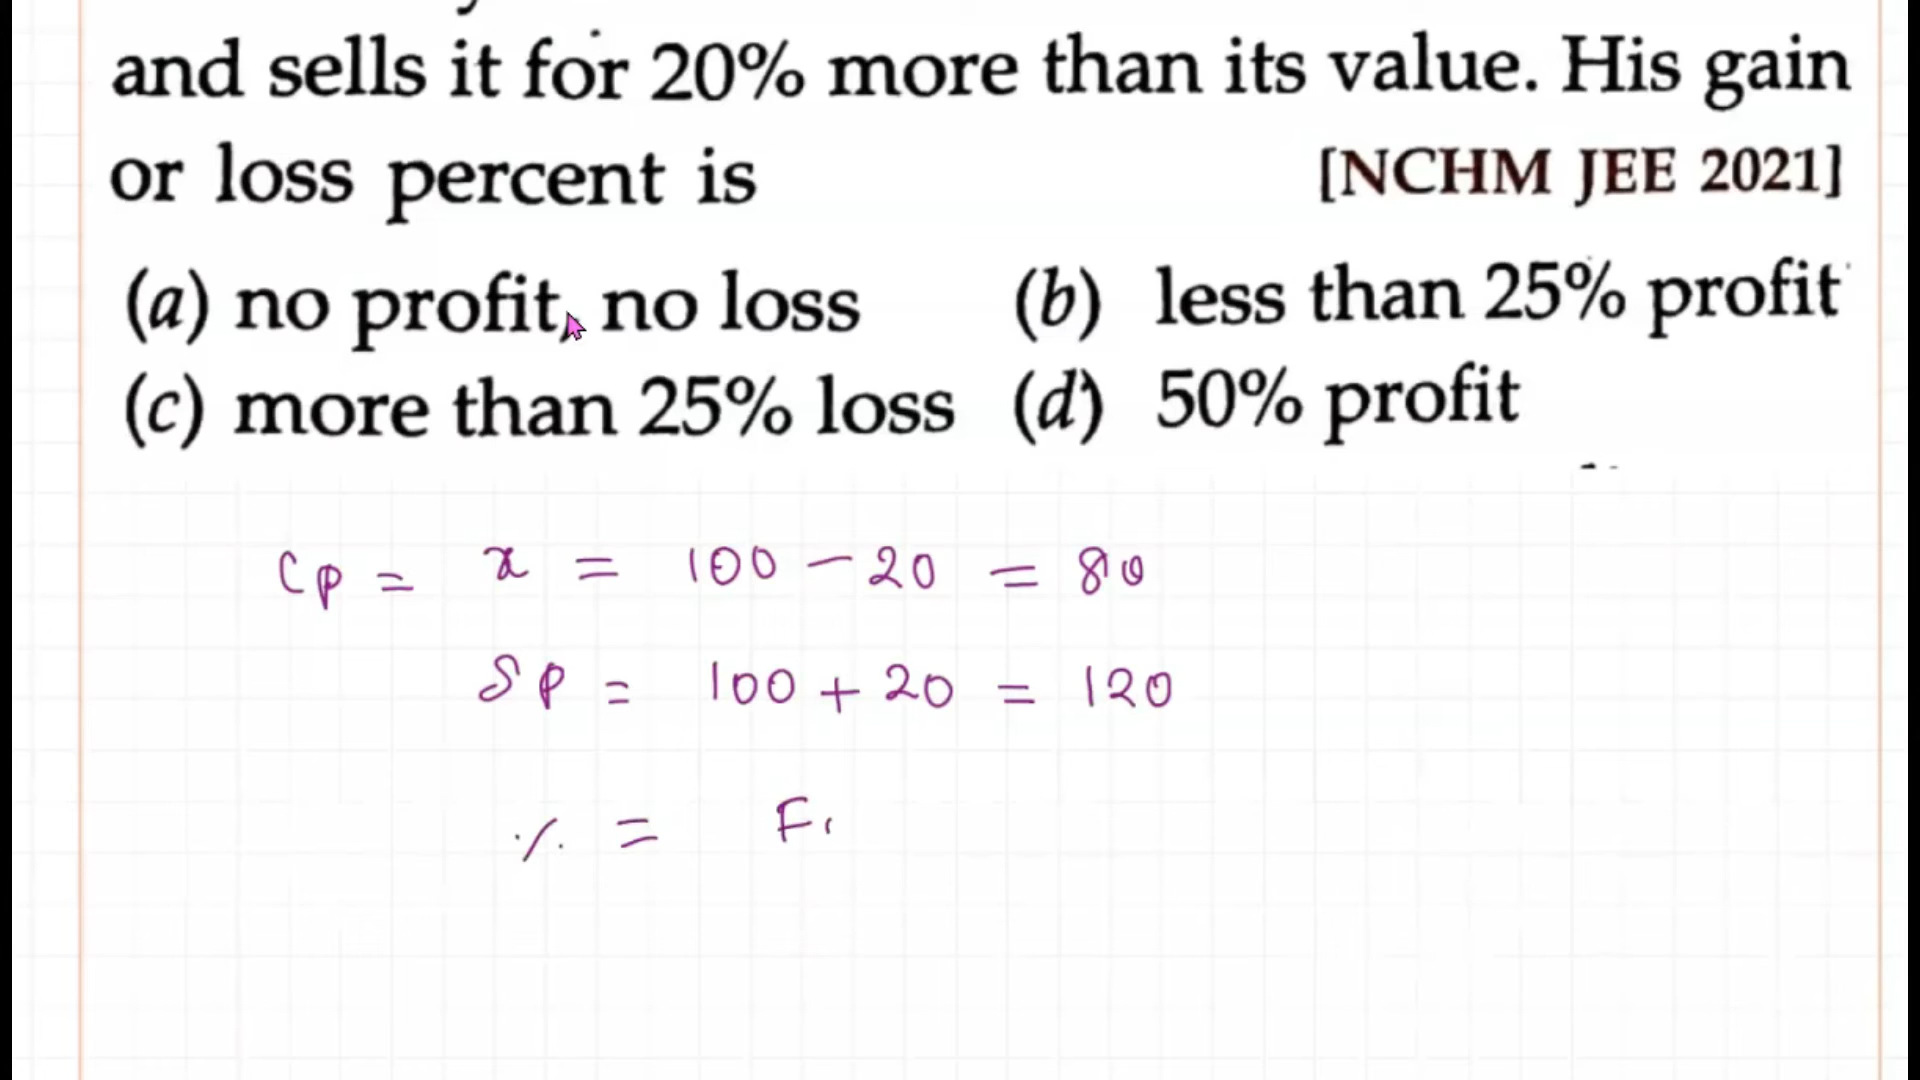 and sells it for 20% more than its value. His gain
or loss percent is [NCHM JEE 2021]
(a) no profit, no loss (b) less than 25% profit
(c) more than 25% loss (d) 50% profit
CP = x = 100 - 20 = 80
SP = 100 + 20 = 120
% =